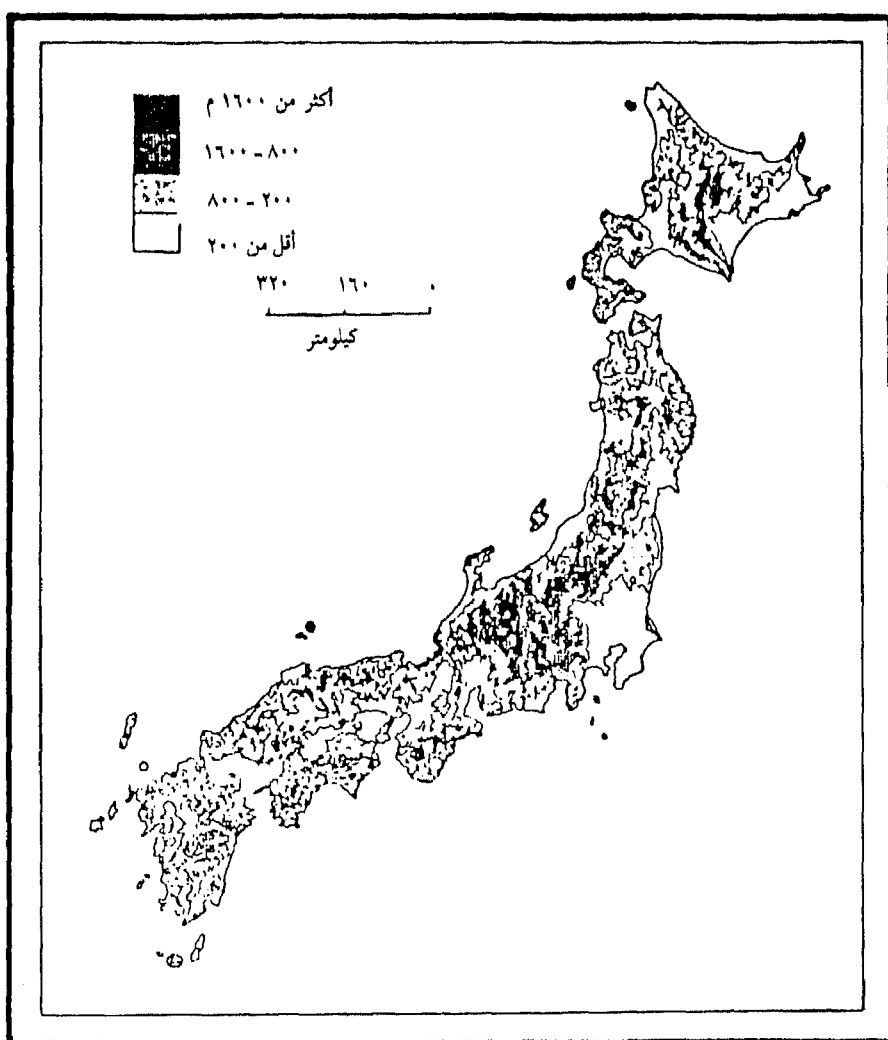 أكثر من ١٦٠٠ م
٨٠٠ - ١٦٠٠
٢٠٠ - ٨٠٠
أقل من ٢٠٠
٠ ١٦٠ ٣٢٠
كيلومتر